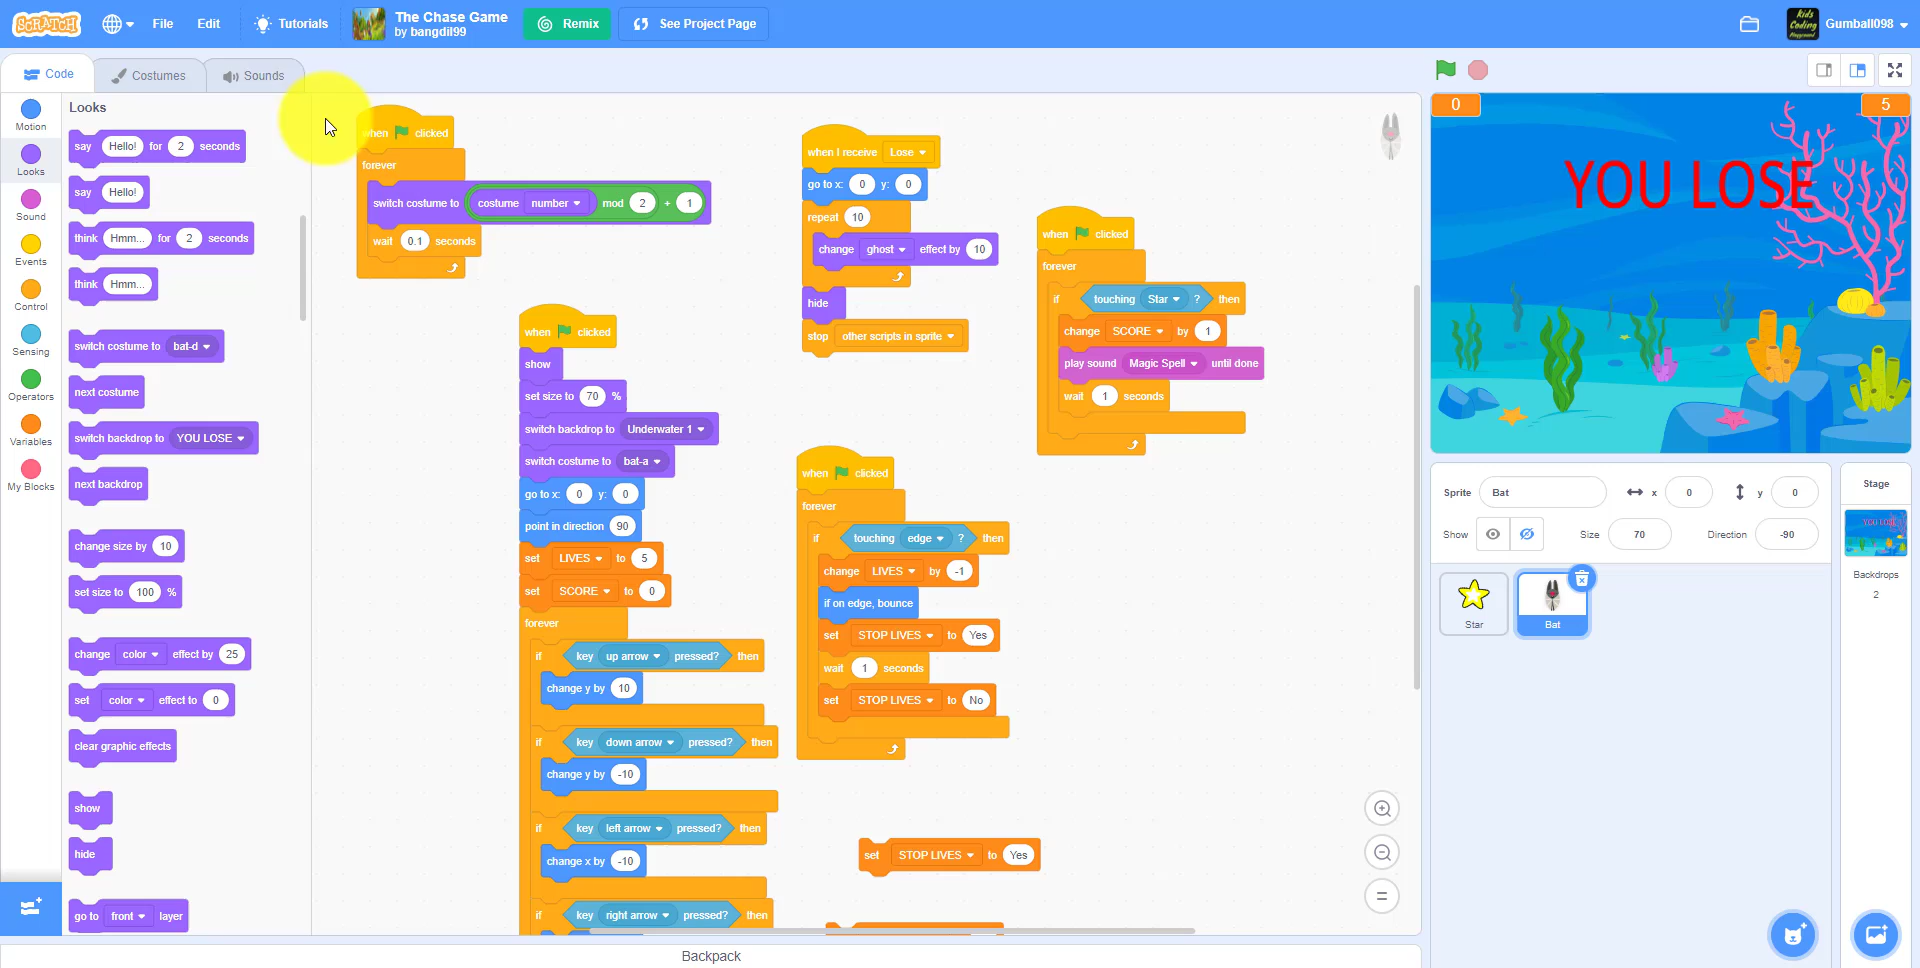 SCRATCH
File
Edit
Tutorials
The Chase Game
by bangdil99
Remix
See Project Page
Kids
Coding
Playground
Gumball098
Code
Costumes
Sounds
Motion
Looks
Sound
Events
Control
Sensing
Operators
Variables
My Blocks
Looks
say Hello! for 2 seconds
say Hello!
think Hmm... for 2 seconds
think Hmm...
switch costume to bat-d
next costume
switch backdrop to YOU LOSE
next backdrop
change size by 10
set size to 100 %
change color effect by 25
set color effect to 0
clear graphic effects
show
hide
go to front layer
when clicked
forever
switch costume to costume number mod 2 + 1
wait 0.1 seconds
when clicked
show
set size to 70 %
switch backdrop to Underwater 1
switch costume to bat-a
go to x: 0 y: 0
point in direction 90
set LIVES to 5
set SCORE to 0
forever
if key up arrow pressed? then
change y by 10
if key down arrow pressed? then
change y by -10
if key left arrow pressed? then
change x by -10
if key right arrow pressed? then
when I receive Lose
go to x: 0 y: 0
repeat 10
change ghost effect by 10
hide
stop other scripts in sprite
when clicked
forever
if touching edge ? then
change LIVES by -1
if on edge, bounce
set STOP LIVES to Yes
wait 1 seconds
set STOP LIVES to No
set STOP LIVES to Yes
when clicked
forever
if touching Star ? then
change SCORE by 1
play sound Magic Spell until done
wait 1 seconds
Backpack
0
5
YOU LOSE
Sprite Bat x 0 y 0
Show Size 70 Direction -90
Star
Bat
Stage
YOU LOSE
Backdrops
2